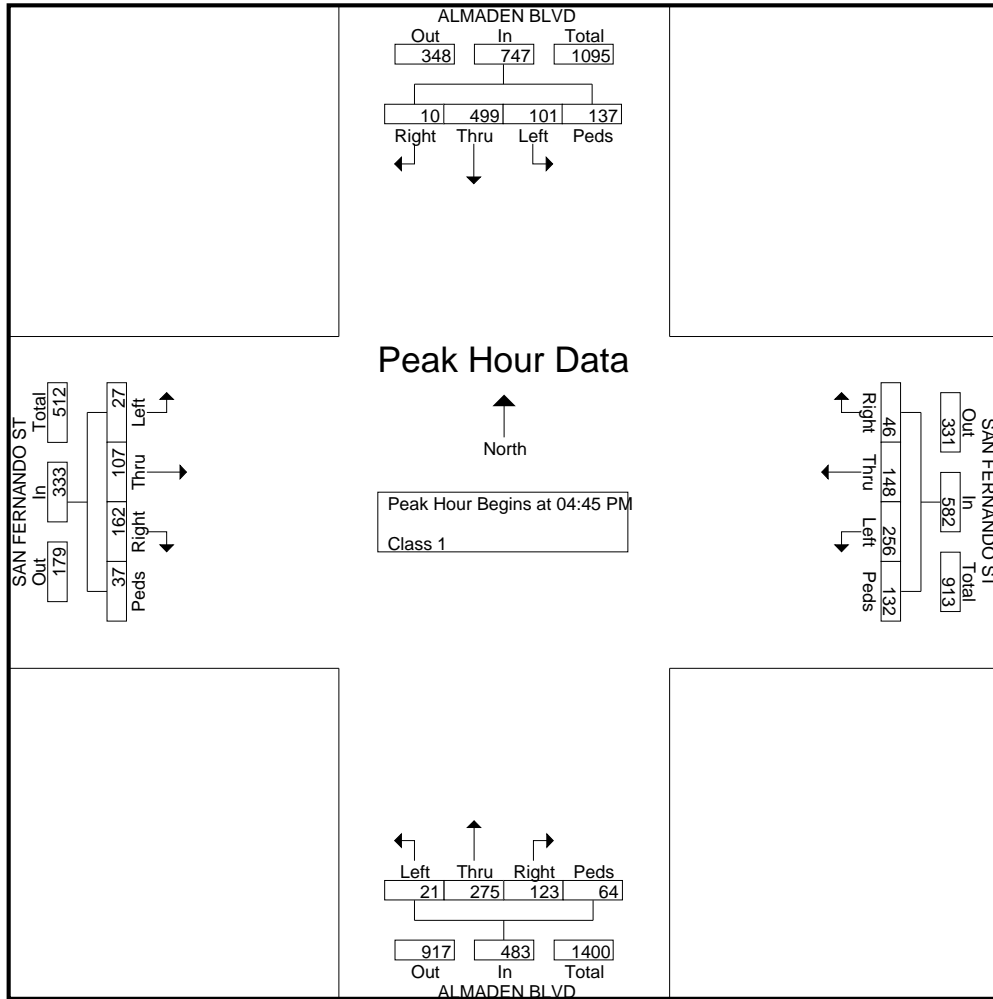 ALMADEN BLVD
Out In Total
348 747 1095
10 499 101 137
Right Thru Left Peds
Peak Hour Data
North
Peak Hour Begins at 04:45 PM
Class 1
SAN FERNANDO ST
Total In Out
512 333 179
27 107 162 37
Left Thru Right Peds
SAN FERNANDO ST
Out In Total
331 582 913
46 148 256 132
Right Thru Left Peds
Left Thru Right Peds
21 275 123 64
917 483 1400
Out In Total
ALMADEN BLVD